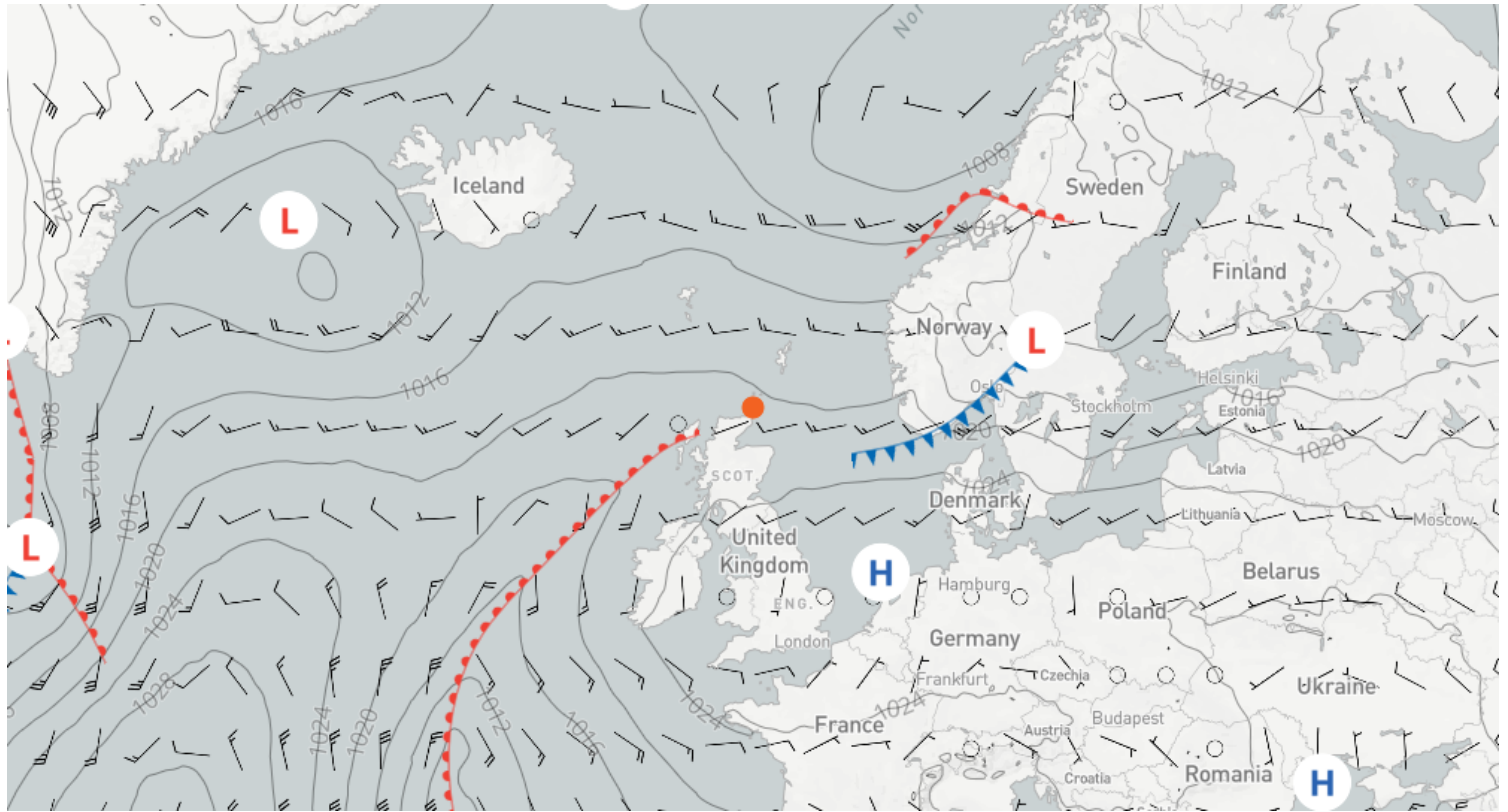 Nor
1016
1012
1008
1012
Iceland
Sweden
L
1012
Finland
1012
Norway
L
Oslo
Helsinki
1016
1016
Stockholm
Estonia
1008
1020
1020
1012
SCOT.
Latvia
1024
Denmark
1016
Lithuania
Moscow
L
United
Kingdom
H
1020
Hamburg
Belarus
ENG.
1024
Poland
London
Germany
Czechia
Frankfurt
1028
Ukraine
1024
1012
1024
France
1024
1020
Budapest
Austria
1016
Croatia
Romania
H